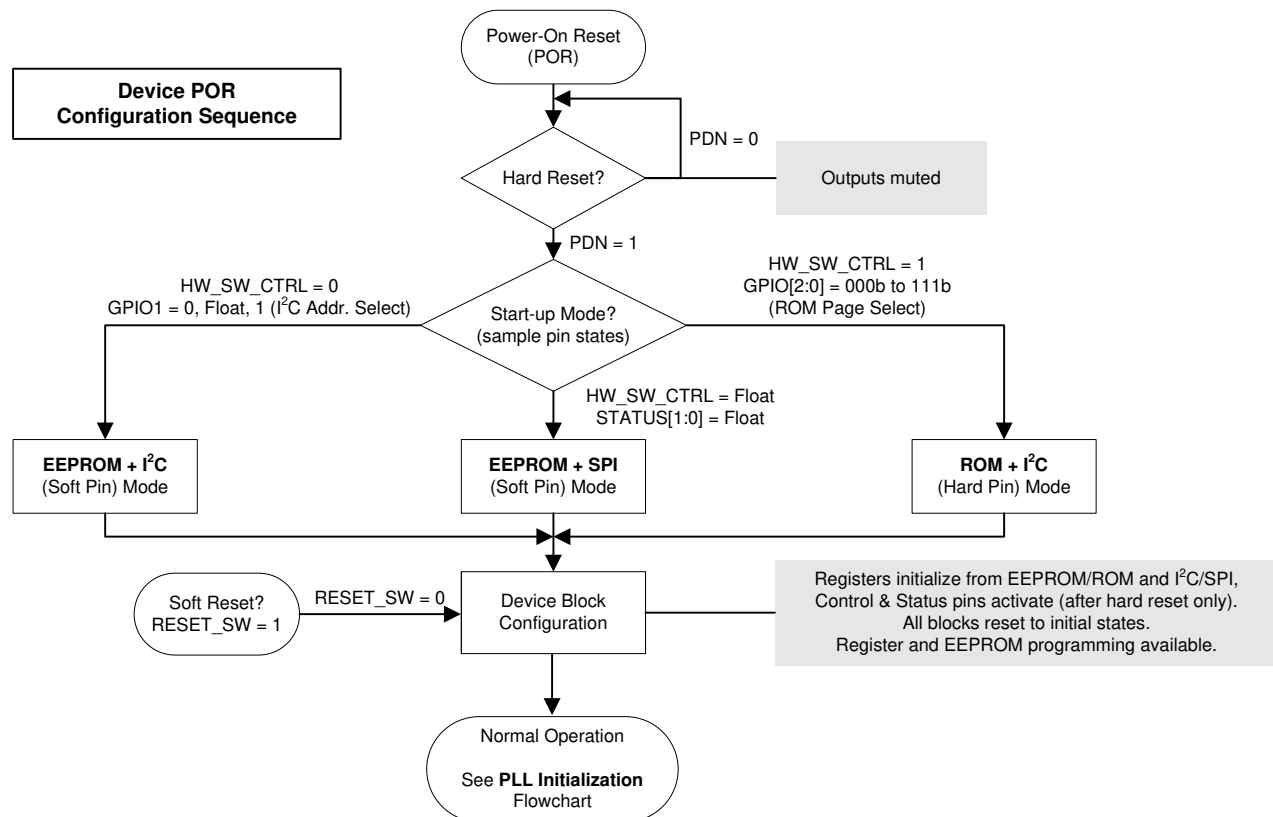 Power-On Reset
(POR)
Device POR
Configuration Sequence
PDN = 0
Hard Reset?
Outputs muted
PDN = 1
HW_SW_CTRL = 0
GPIO1 = 0, Float, 1 (I²C Addr. Select)
HW_SW_CTRL = 1
GPIO[2:0] = 000b to 111b
(ROM Page Select)
Start-up Mode?
(sample pin states)
HW_SW_CTRL = Float
STATUS[1:0] = Float
EEPROM + I²C
(Soft Pin) Mode
EEPROM + SPI
(Soft Pin) Mode
ROM + I²C
(Hard Pin) Mode
Soft Reset?
RESET_SW = 1
RESET_SW = 0
Device Block
Configuration
Registers initialize from EEPROM/ROM and I²C/SPI,
Control & Status pins activate (after hard reset only).
All blocks reset to initial states.
Register and EEPROM programming available.
Normal Operation
See PLL Initialization
Flowchart